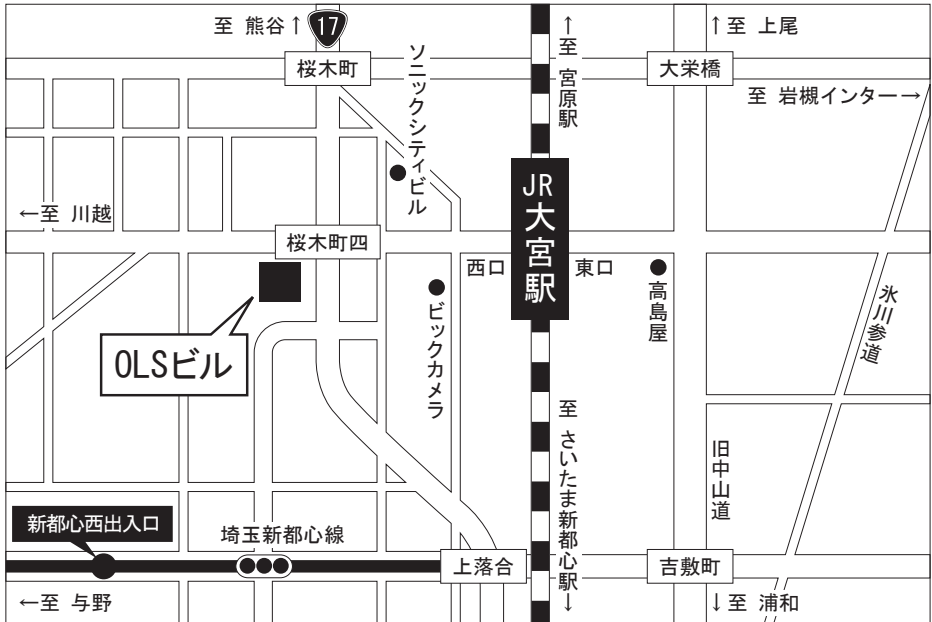 至 熊谷↑
17
↑至 宮原駅
↑至 上尾
桜木町
ソニックシティビル
大栄橋
至 岩槻インター→
JR大宮駅
←至 川越
桜木町四
西口
東口
高島屋
ビックカメラ
氷川参道
OLSビル
至 さいたま新都心駅↓
旧中山道
新都心西出入口
埼玉新都心線
上落合
吉敷町
←至 与野
↓至 浦和